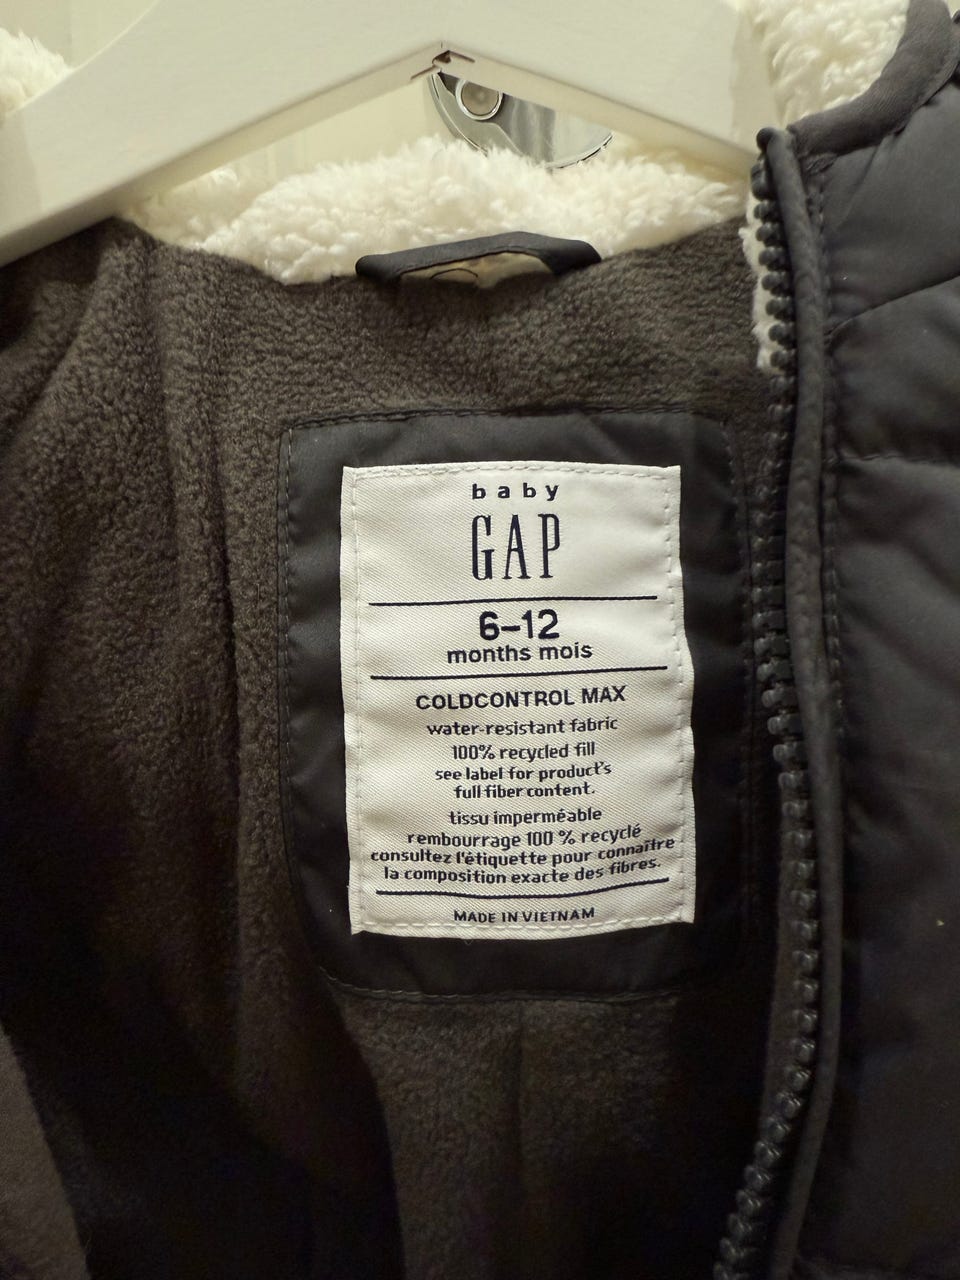 baby
GAP
6-12
months mois
COLDCONTROL MAX
water-resistant fabric
100% recycled fill
see label for product's
full fiber content.
tissu imperméable
rembourrage 100 % recyclé
consultez l'étiquette pour connaître
la composition exacte des fibres.
MADE IN VIETNAM